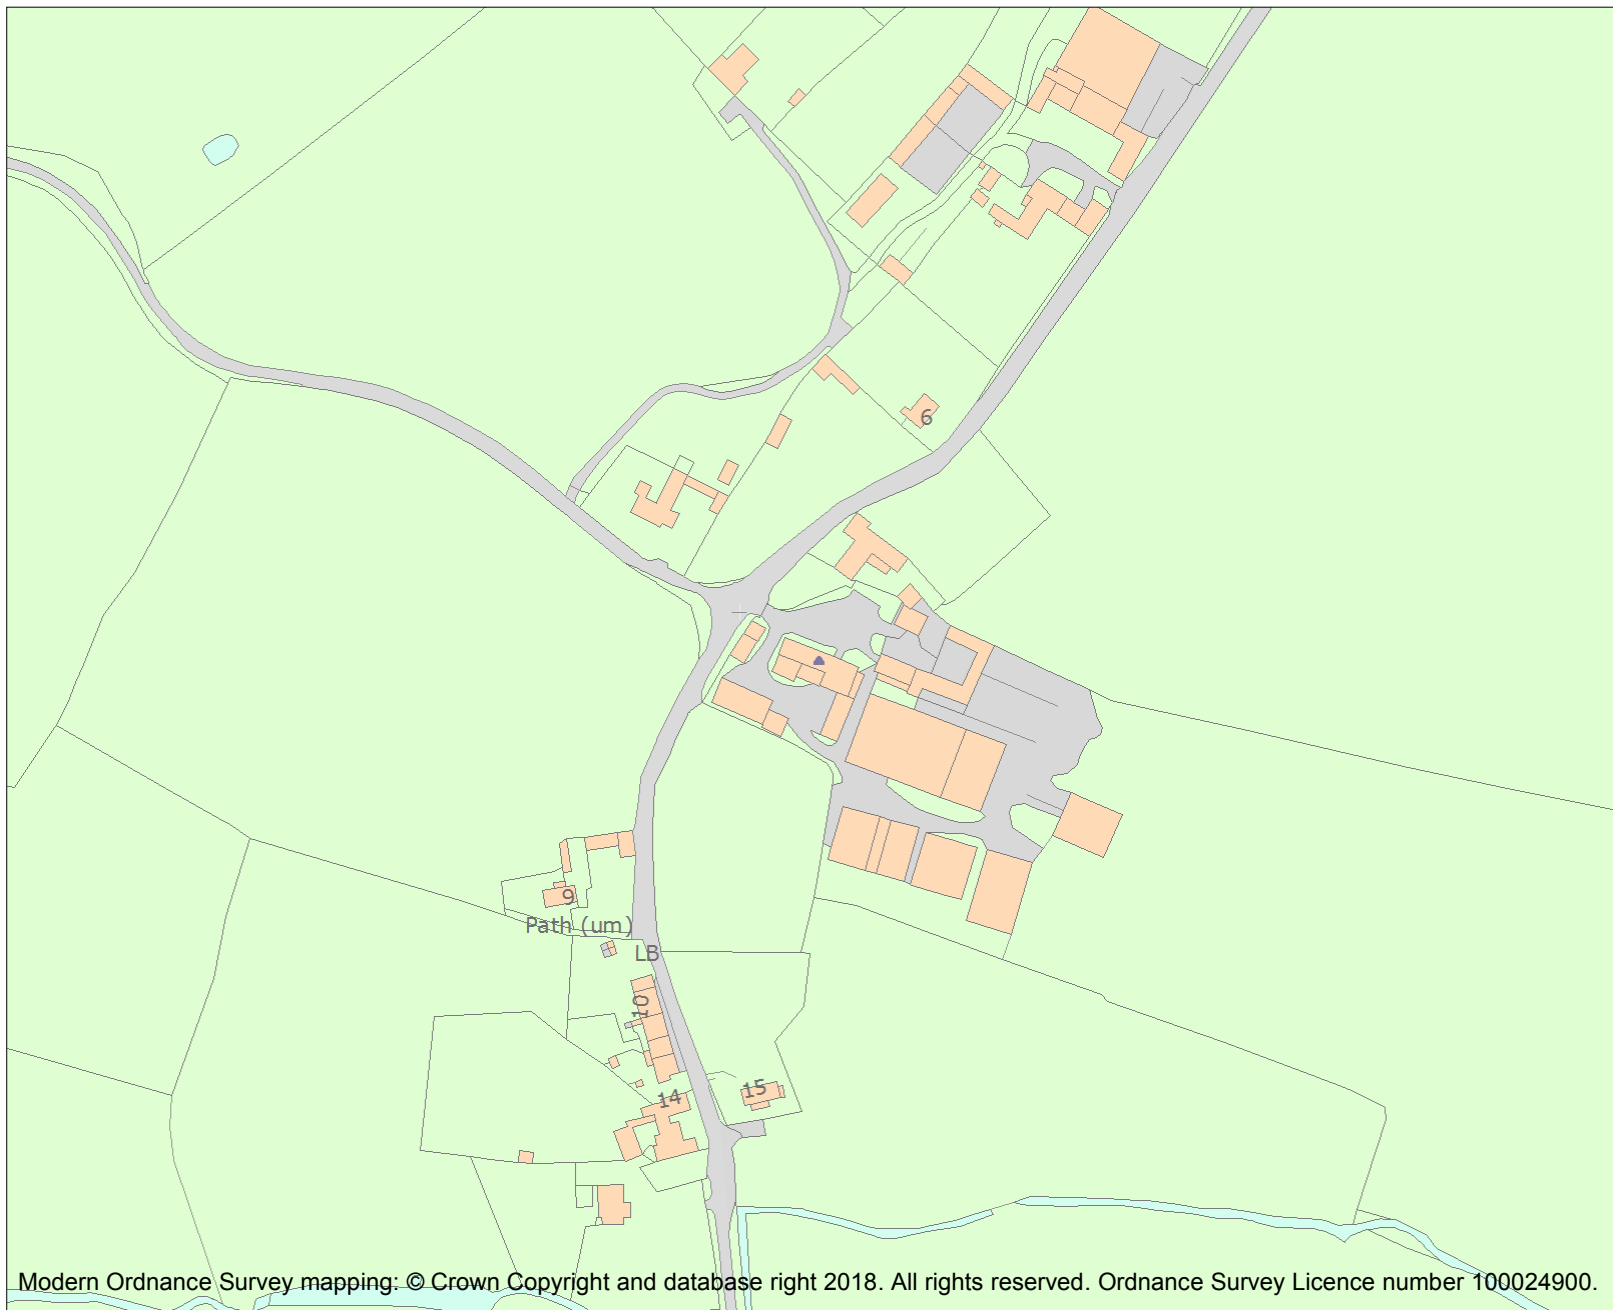 6
9
Path (um)
LB
10
14
15
Modern Ordnance Survey mapping: © Crown Copyright and database right 2018. All rights reserved. Ordnance Survey Licence number 100024900.